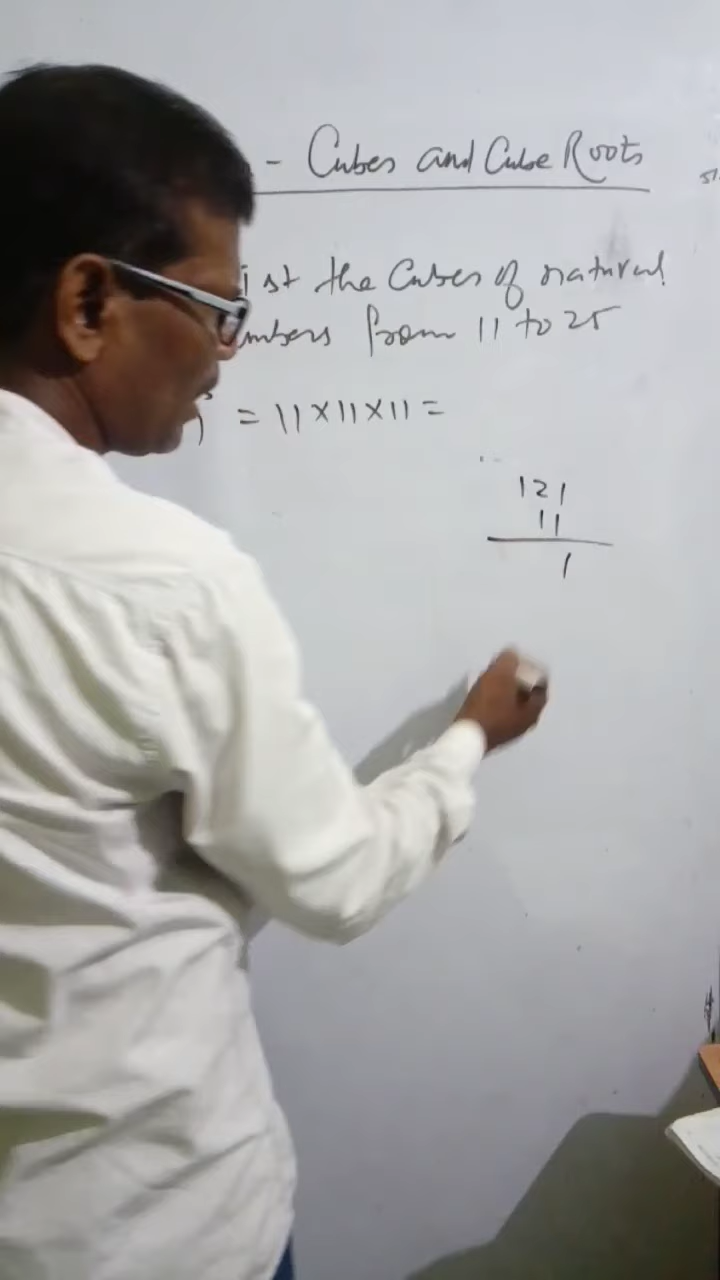 - Cubes and Cube Roots
ist the Cubes of natural
mbers from 11 to 25
= 11×11×11 =
121
11
1